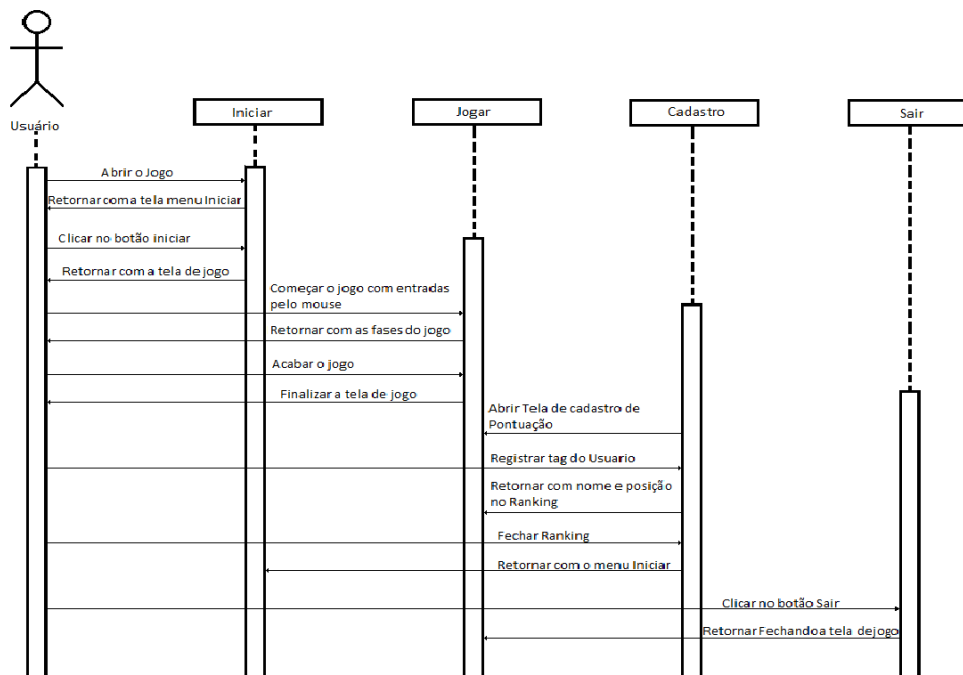 Usuário
Iniciar
Jogar
Cadastro
Sair
Abrir o Jogo
Retornar com a tela menu Iniciar
Clicar no botão iniciar
Retornar com a tela de jogo
Começar o jogo com entradas
pelo mouse
Retornar com as fases do jogo
Acabar o jogo
Finalizar a tela de jogo
Abrir Tela de cadastro de
Pontuação
Registrar tag do Usuario
Retornar com nome e posição
no Ranking
Fechar Ranking
Retornar com o menu Iniciar
Clicar no botão Sair
Retornar Fechando a tela de jogo